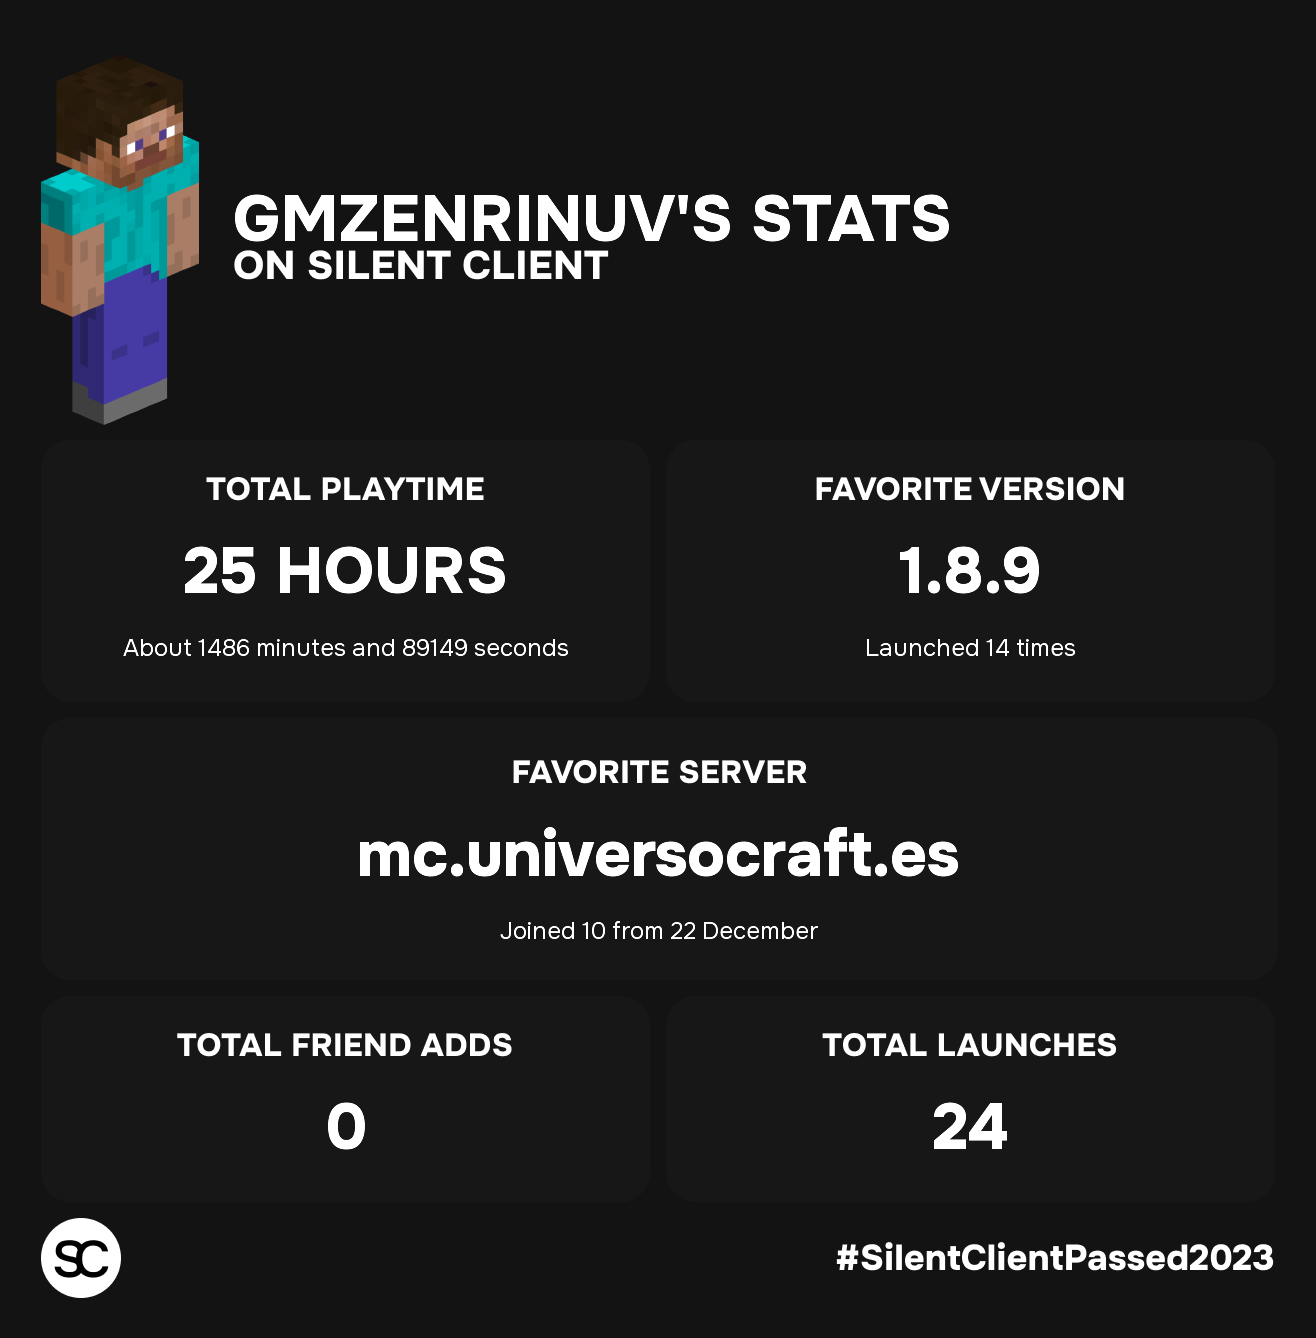 GMZENRINUV'S STATS
ON SILENT CLIENT
TOTAL PLAYTIME
25 HOURS
About 1486 minutes and 89149 seconds
FAVORITE VERSION
1.8.9
Launched 14 times
FAVORITE SERVER
mc.universocraft.es
Joined 10 from 22 December
TOTAL FRIEND ADDS
0
TOTAL LAUNCHES
24
SC
#SilentClientPassed2023